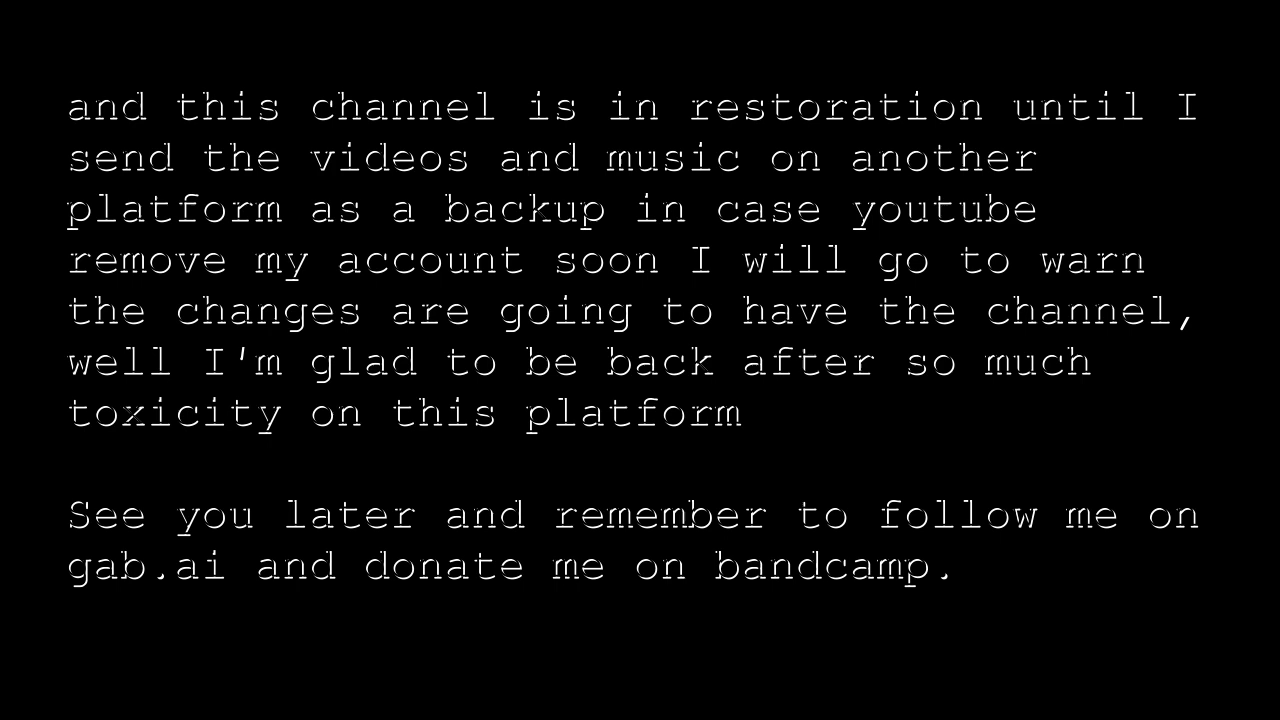 and this channel is in restoration until I
send the videos and music on another
platform as a backup in case youtube
remove my account soon I will go to warn
the changes are going to have the channel,
well I'm glad to be back after so much
toxicity on this platform
See you later and remember to follow me on
gab.ai and donate me on bandcamp.